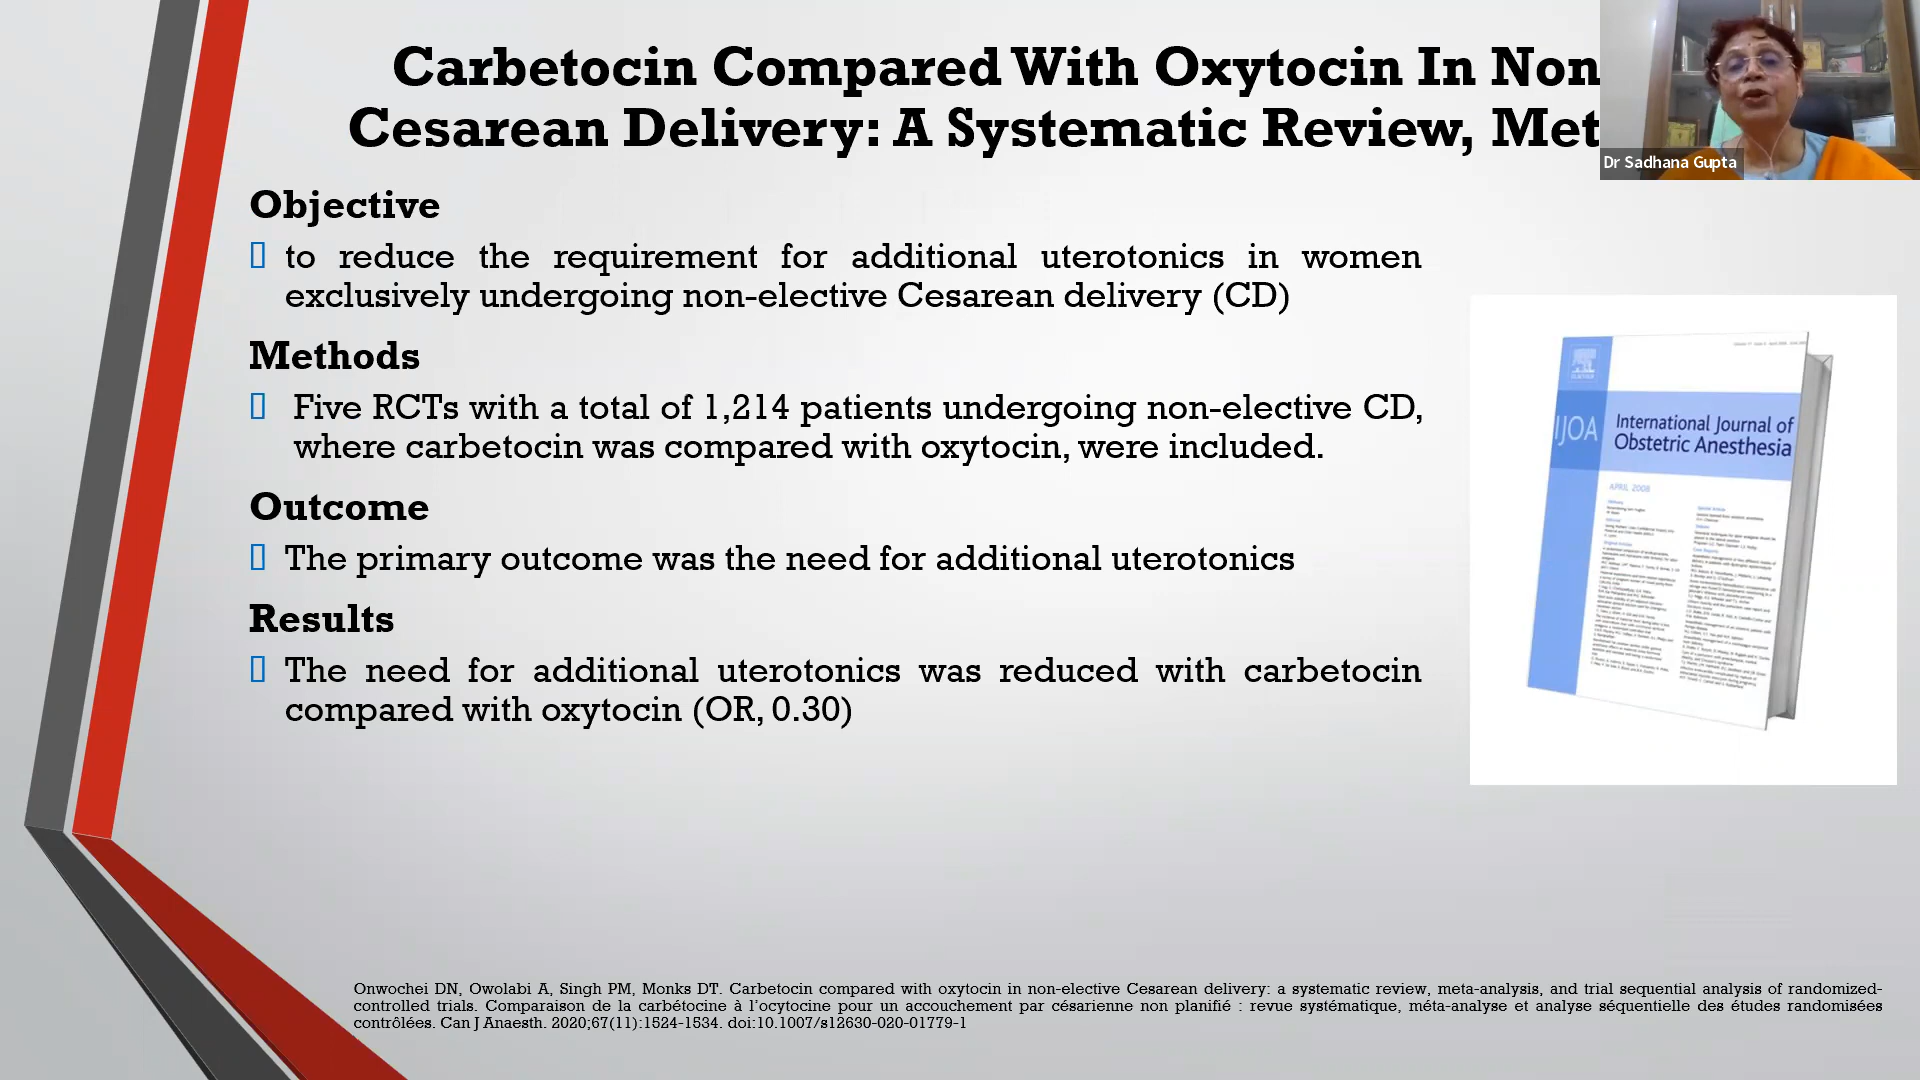 Carbetocin Compared With Oxytocin In Non
Cesarean Delivery: A Systematic Review, Met
Dr Sadhana Gupta
Objective
to reduce the requirement for additional uterotonics in women
exclusively undergoing non-elective Cesarean delivery (CD)
Methods
Five RCTs with a total of 1,214 patients undergoing non-elective CD,
where carbetocin was compared with oxytocin, were included.
Outcome
The primary outcome was the need for additional uterotonics
Results
The need for additional uterotonics was reduced with carbetocin
compared with oxytocin (OR, 0.30)
IJOA
International Journal of
Obstetric Anesthesia
APRIL 2008
Onwochei DN, Owolabi A, Singh PM, Monks DT. Carbetocin compared with oxytocin in non-elective Cesarean delivery: a systematic review, meta-analysis, and trial sequential analysis of randomized-
controlled trials. Comparaison de la carbétocine à l'ocytocine pour un accouchement par césarienne non planifié : revue systématique, méta-analyse et analyse séquentielle des études randomisées
contrôlées. Can J Anaesth. 2020;67(11):1524-1534. doi:10.1007/s12630-020-01779-1